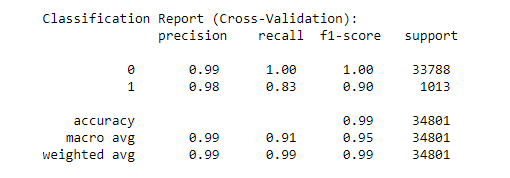 Classification Report (Cross-Validation):
precision recall f1-score support
0 0.99 1.00 1.00 33788
1 0.98 0.83 0.90 1013
accuracy 0.99 34801
macro avg 0.99 0.91 0.95 34801
weighted avg 0.99 0.99 0.99 34801